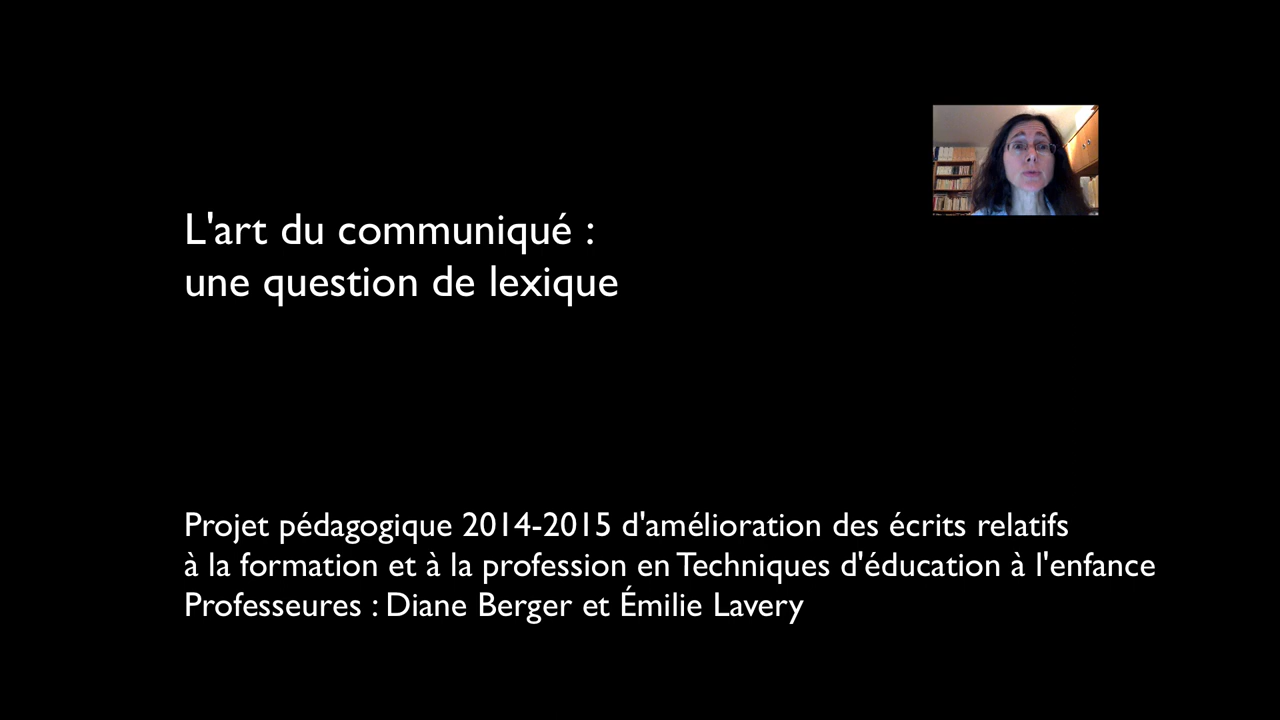 L'art du communiqué :
une question de lexique
Projet pédagogique 2014-2015 d'amélioration des écrits relatifs
à la formation et à la profession en Techniques d'éducation à l'enfance
Professeures : Diane Berger et Émilie Lavery